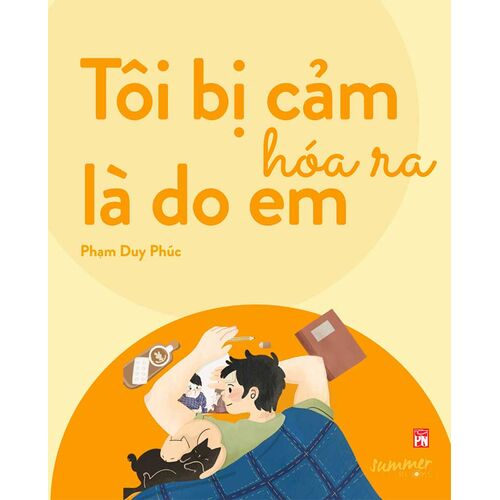 Tôi bị cảm
hóa ra
là do em
Phạm Duy Phúc
PN
summer